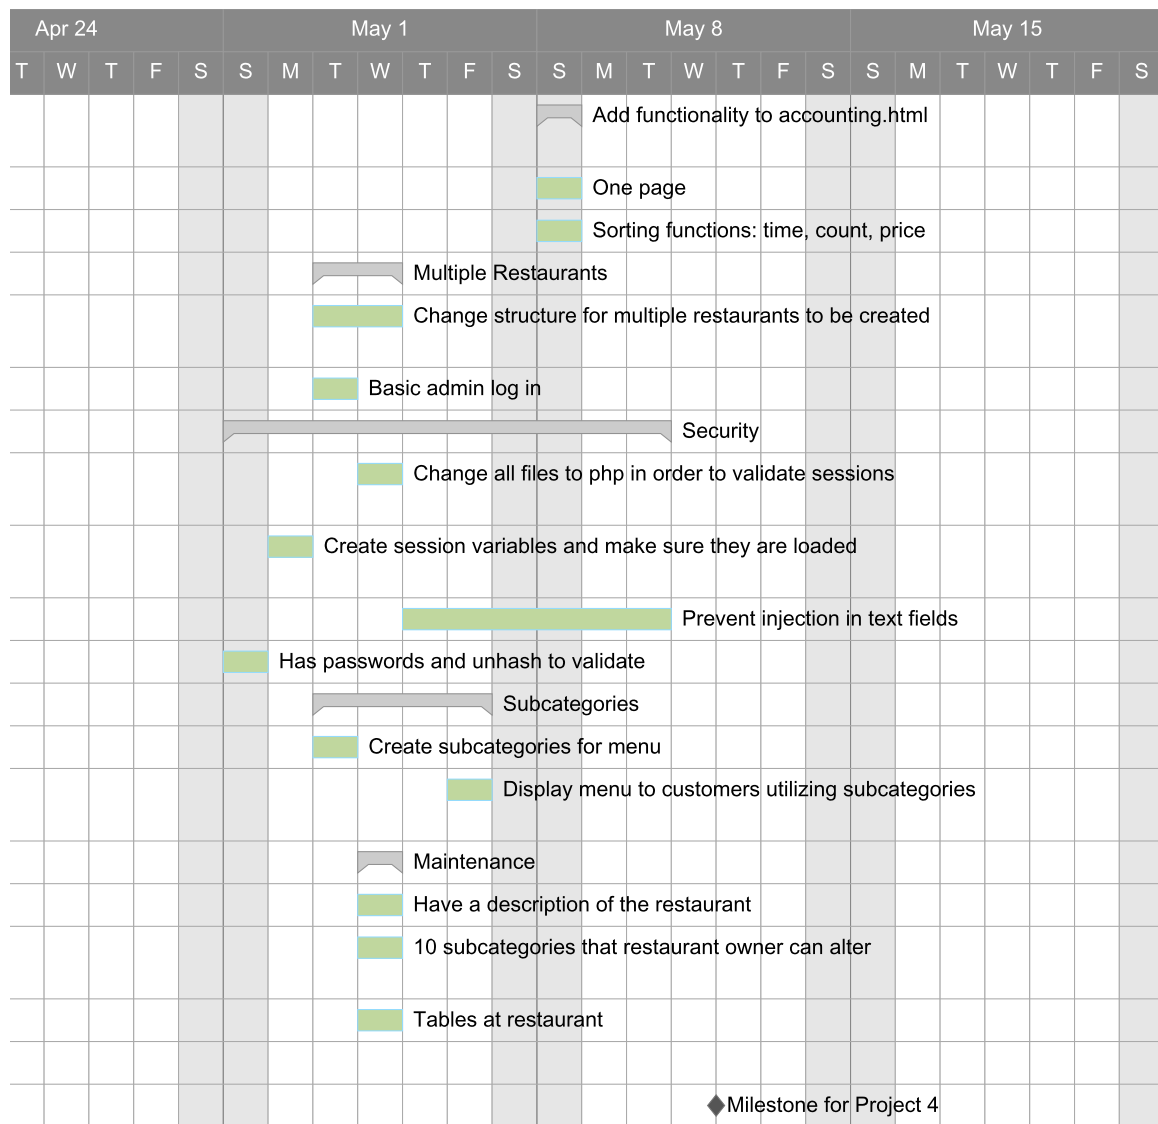 Apr 24 May 1 May 8 May 15
T W T F S S M T W T F S S M T W T F S S M T W T F S
Add functionality to accounting.html
One page
Sorting functions: time, count, price
Multiple Restaurants
Change structure for multiple restaurants to be created
Basic admin log in
Security
Change all files to php in order to validate sessions
Create session variables and make sure they are loaded
Prevent injection in text fields
Has passwords and unhash to validate
Subcategories
Create subcategories for menu
Display menu to customers utilizing subcategories
Maintenance
Have a description of the restaurant
10 subcategories that restaurant owner can alter
Tables at restaurant
Milestone for Project 4